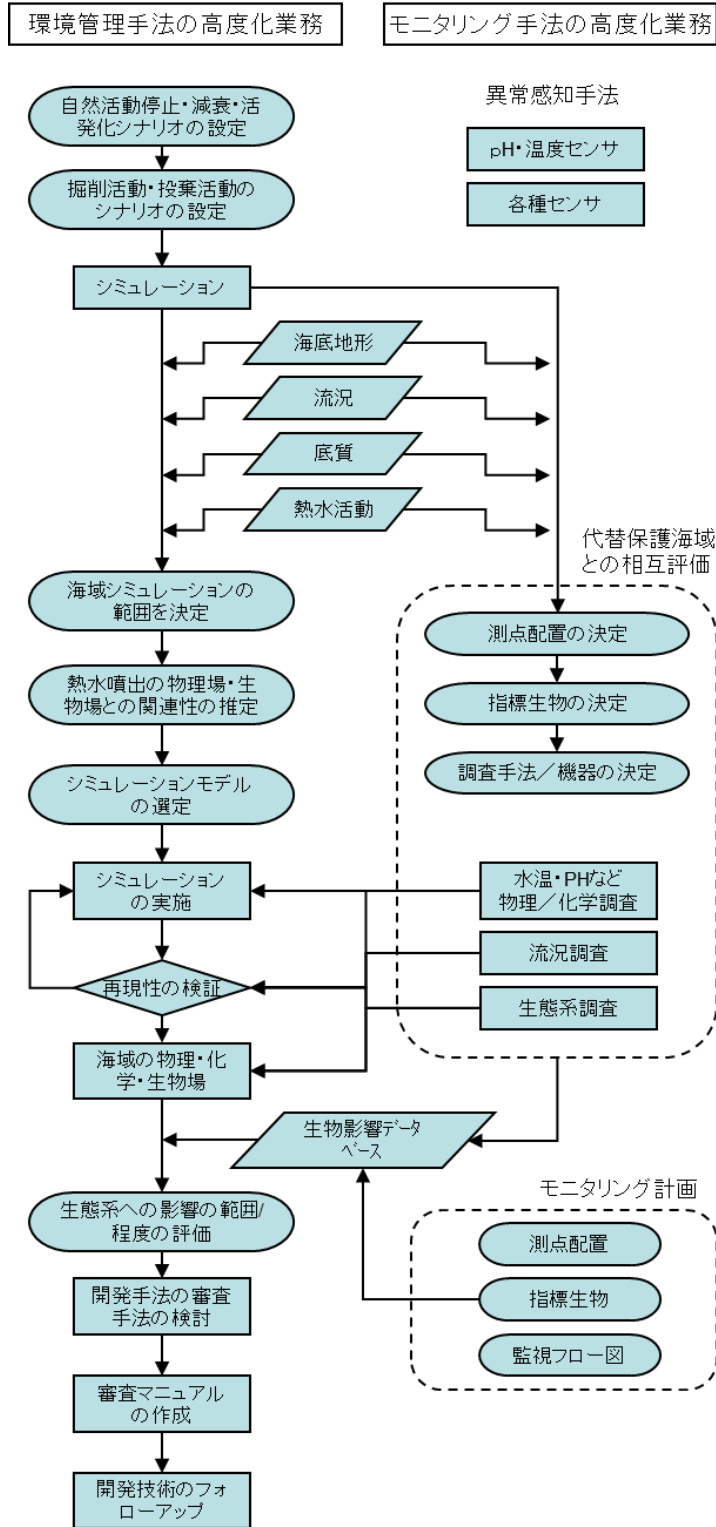 環境管理手法の高度化業務
モニタリング手法の高度化業務
自然活動停止・減衰・活
発化シナリオの設定
掘削活動・投棄活動の
シナリオの設定
シミュレーション
異常感知手法
pH・温度センサ
各種センサ
海底地形
流況
底質
熱水活動
海域シミュレーションの
範囲を決定
熱水噴出の物理場・生
物場との関連性の推定
シミュレーションモデル
の選定
シミュレーション
の実施
再現性の検証
海域の物理・化
学・生物場
代替保護海域
との相互評価
測点配置の決定
指標生物の決定
調査手法／機器の決定
水温・PHなど
物理／化学調査
流況調査
生態系調査
生物影響データ
ベース
生態系への影響の範囲/
程度の評価
開発手法の審査
手法の検討
審査マニュアル
の作成
開発技術のフォ
ローアップ
モニタリング計画
測点配置
指標生物
監視フロー図